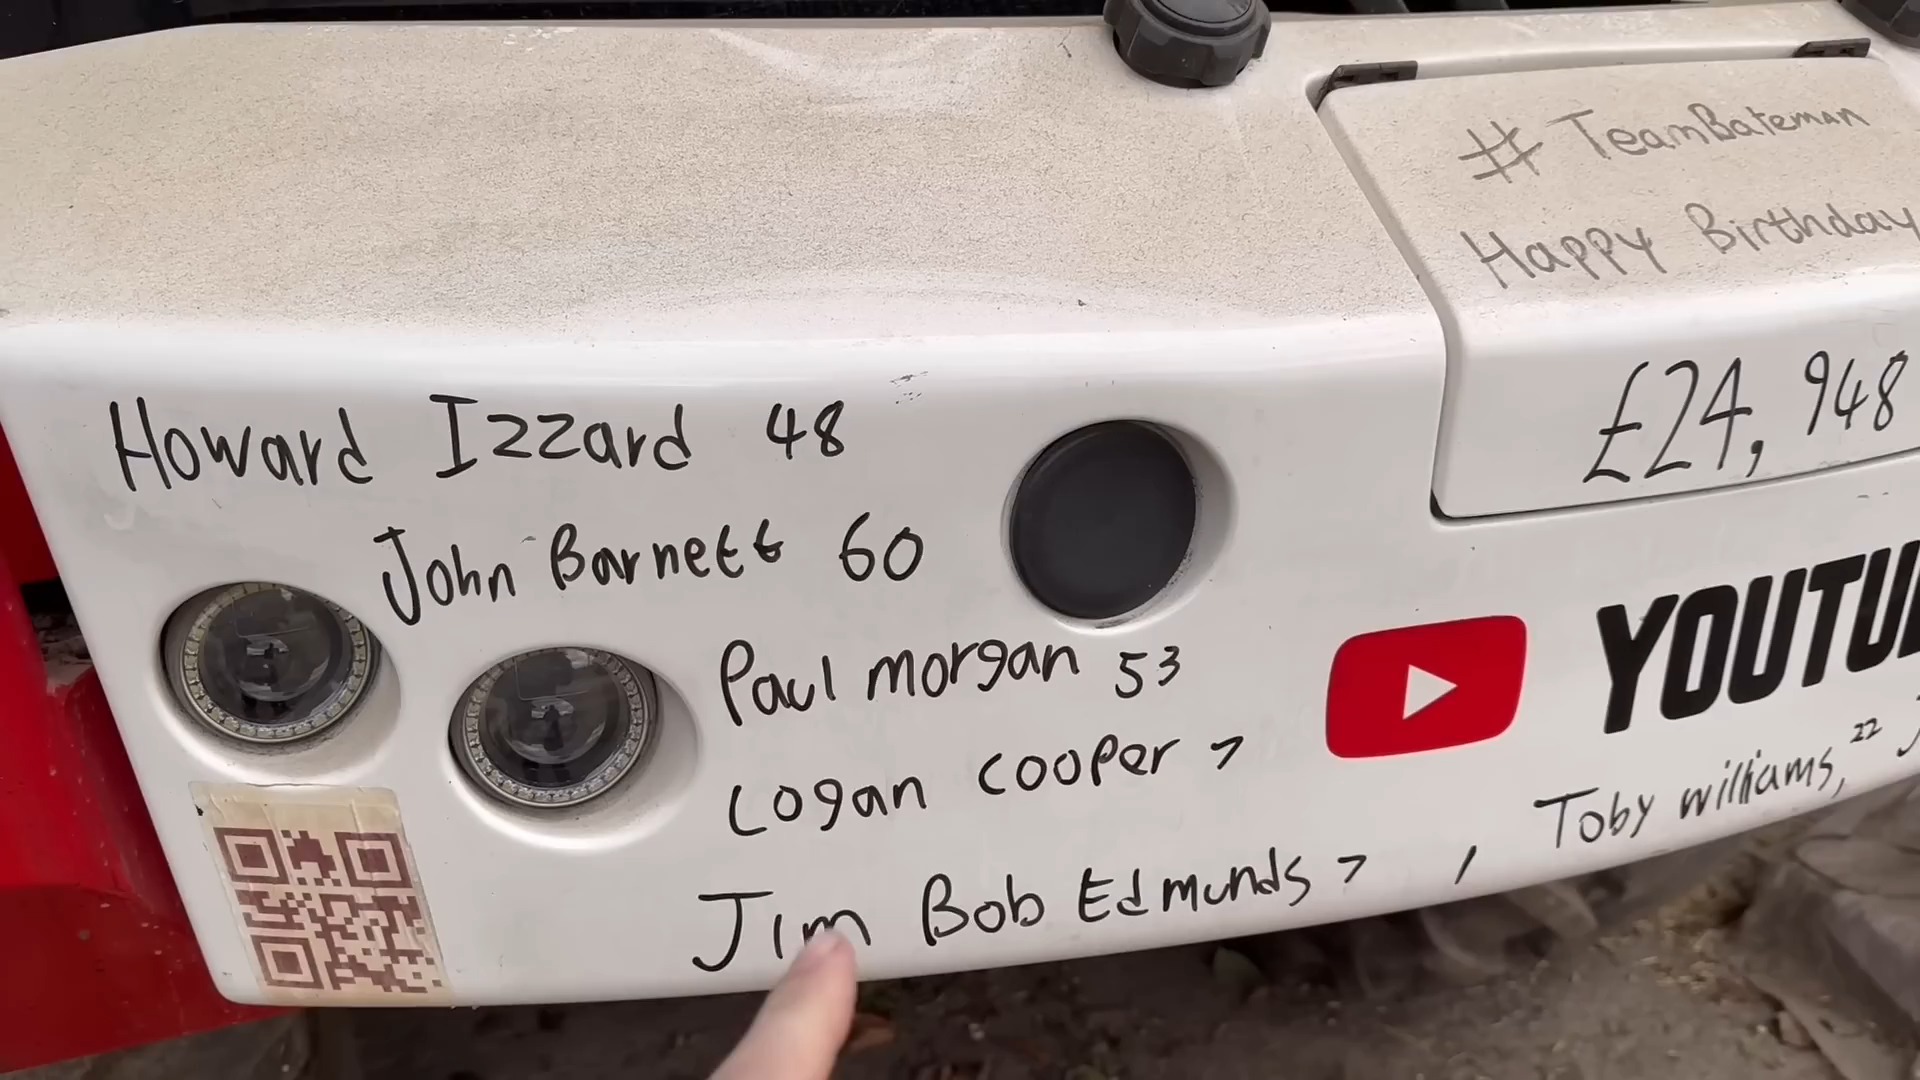 # TeamBateman
Happy Birthday
£24,948
Howard Izzard 48
John Barnett 60
Paul morgan 53
Logan cooper 7
Jim Bob Edmunds 7
YOUTU
Toby williams, 22